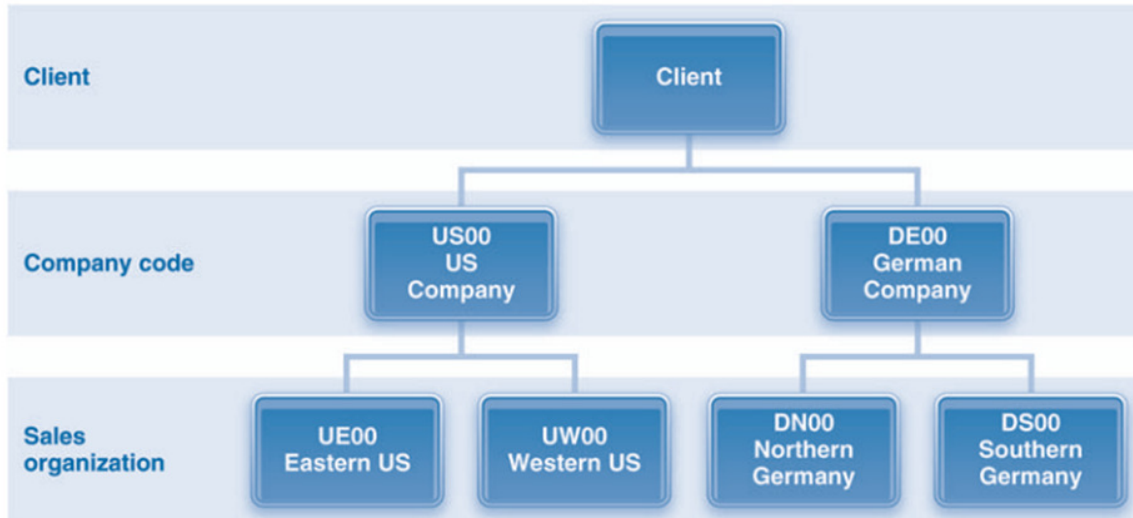 Client
Client
Company code
US00
US
Company
DE00
German
Company
Sales
organization
UE00
Eastern US
UW00
Western US
DN00
Northern
Germany
DS00
Southern
Germany